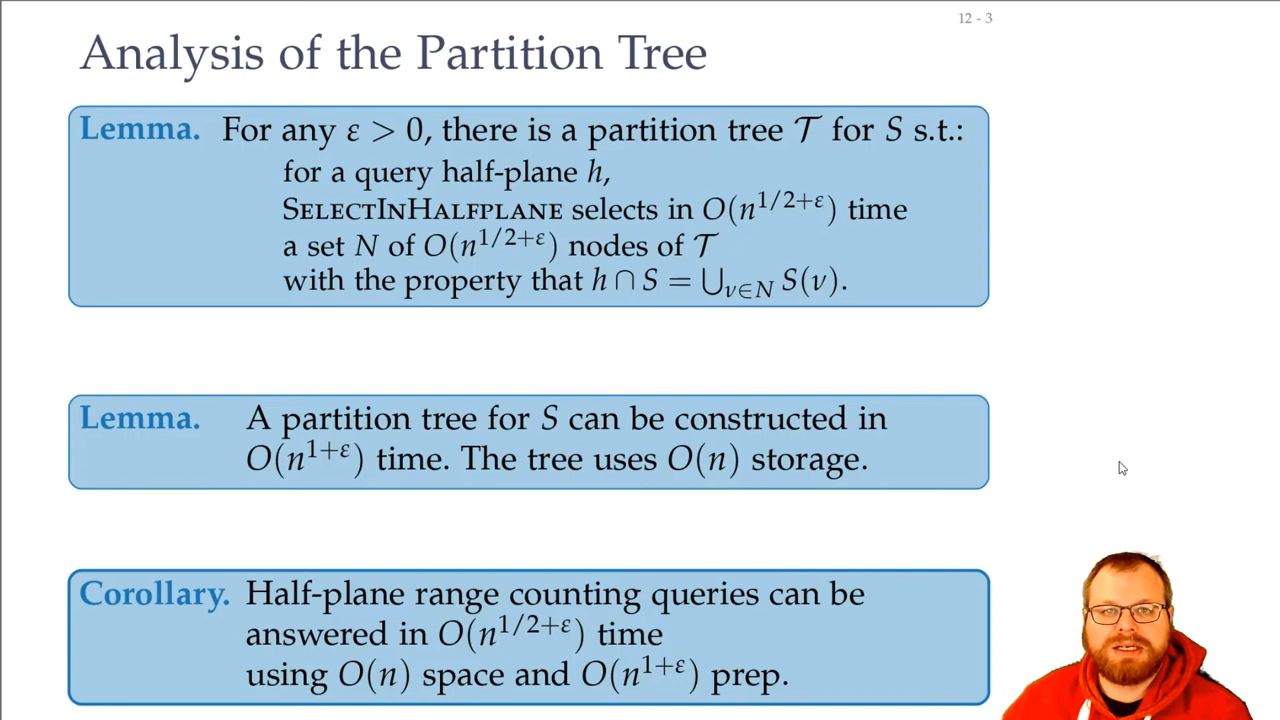 12 - 3
Analysis of the Partition Tree
Lemma. For any ε > 0, there is a partition tree 𝒯 for S s.t.:
for a query half-plane h,
SELECTINHALFPLANE selects in O(n^{1/2+ε}) time
a set N of O(n^{1/2+ε}) nodes of 𝒯
with the property that h ∩ S = ⋃_{ν∈N} S(ν).
Lemma. A partition tree for S can be constructed in
O(n^{1+ε}) time. The tree uses O(n) storage.
Corollary. Half-plane range counting queries can be
answered in O(n^{1/2+ε}) time
using O(n) space and O(n^{1+ε}) prep.